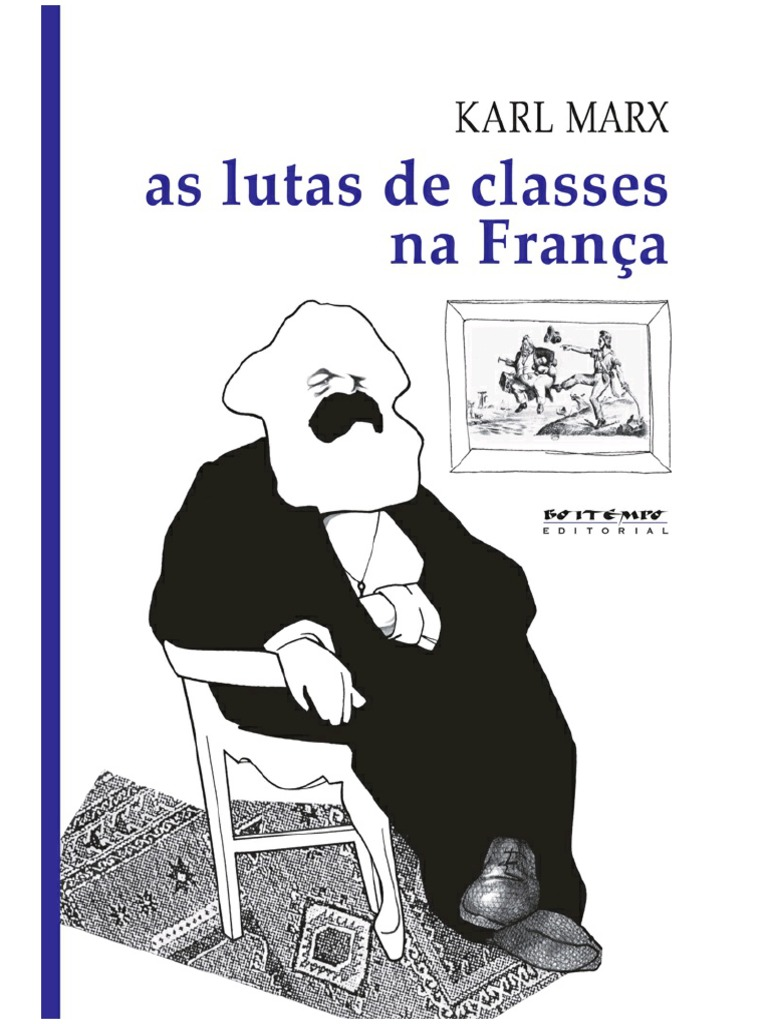 KARL MARX
as lutas de classes
na França
BOITEMPO
EDITORIAL